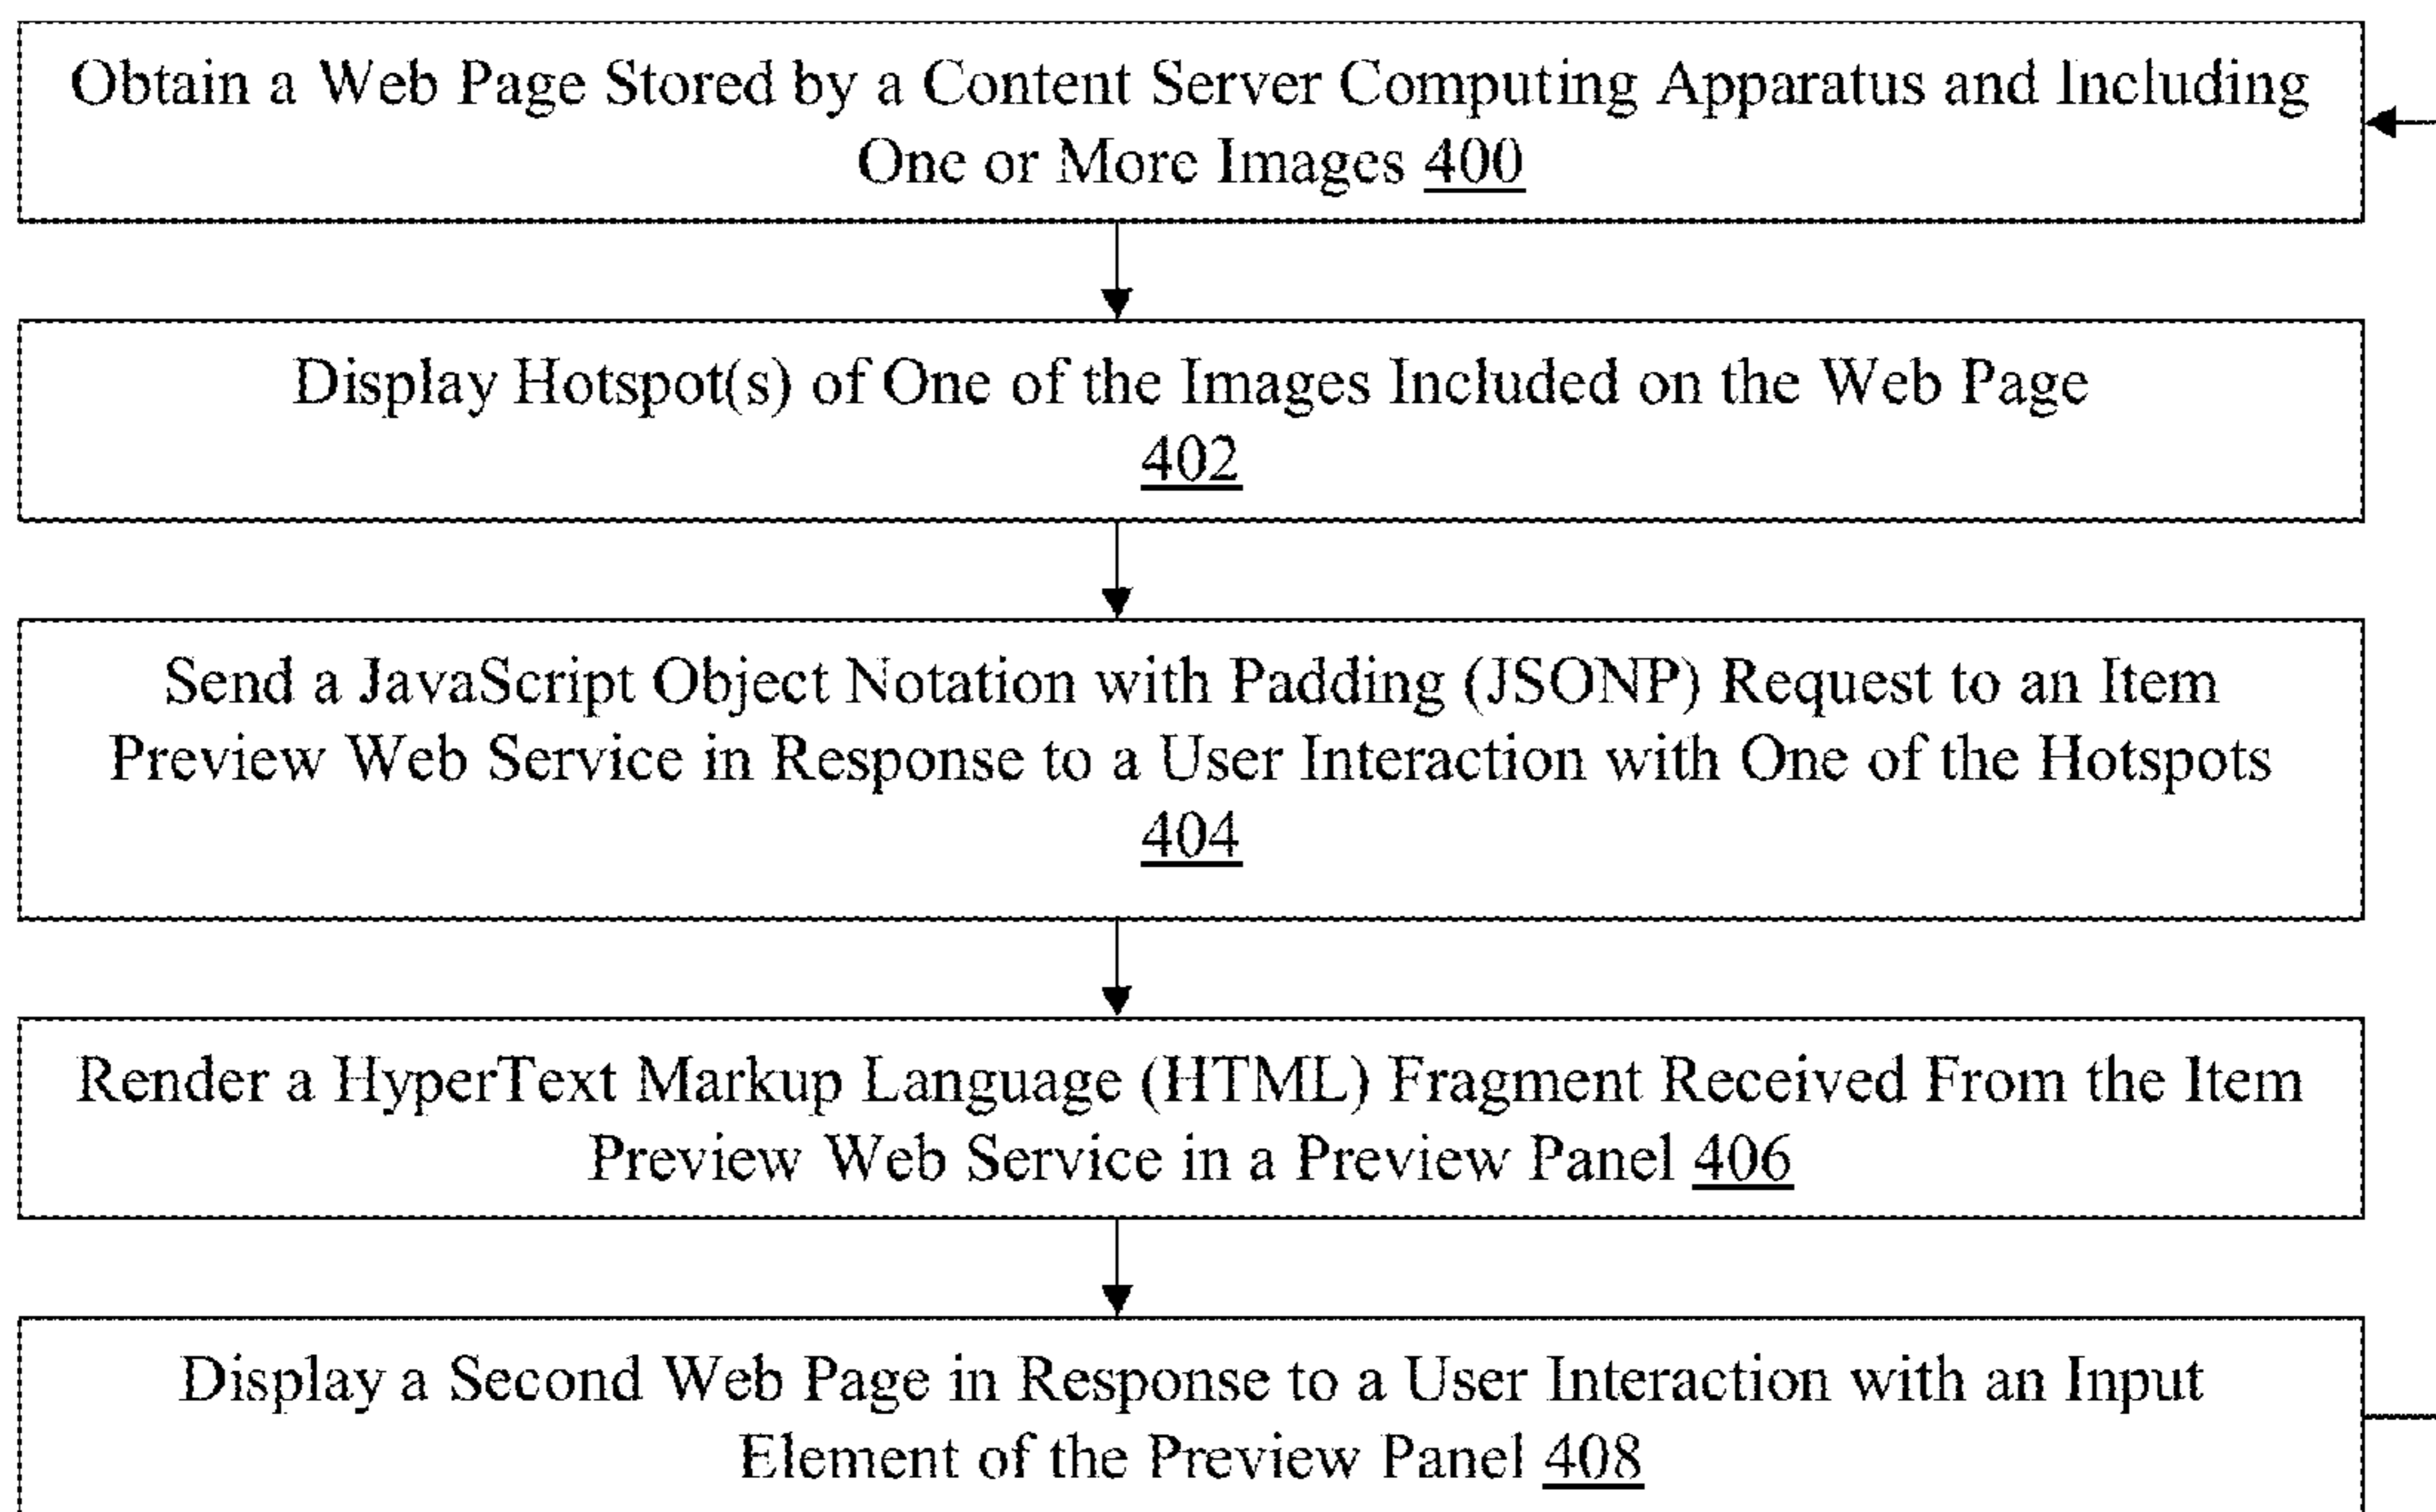 Obtain a Web Page Stored by a Content Server Computing Apparatus and Including
One or More Images 400
Display Hotspot(s) of One of the Images Included on the Web Page
402
Send a JavaScript Object Notation with Padding (JSONP) Request to an Item
Preview Web Service in Response to a User Interaction with One of the Hotspots
404
Render a HyperText Markup Language (HTML) Fragment Received From the Item
Preview Web Service in a Preview Panel 406
Display a Second Web Page in Response to a User Interaction with an Input
Element of the Preview Panel 408